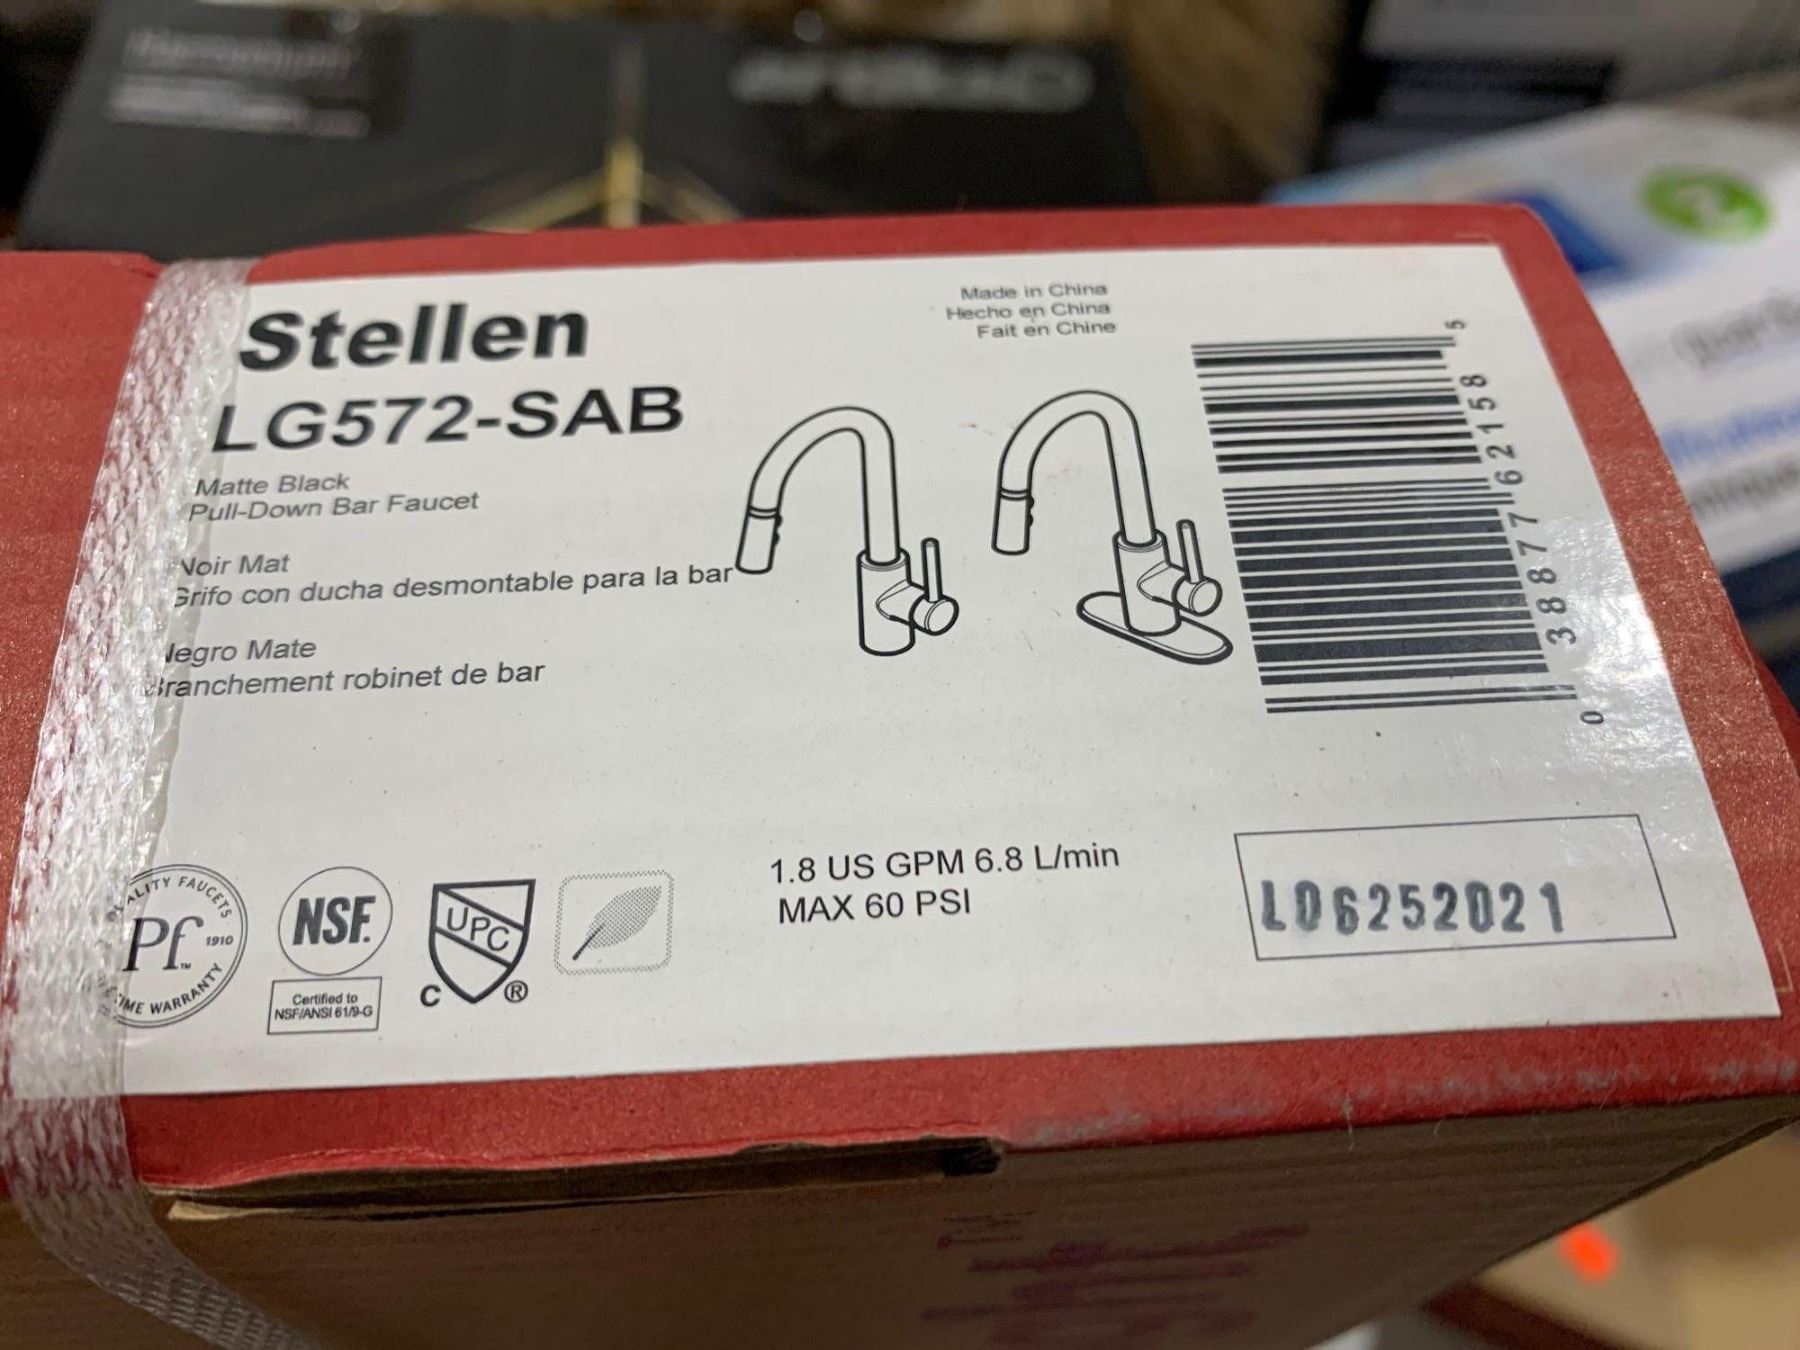 Stellen
LG572-SAB
Matte Black
Pull-Down Bar Faucet
Noir Mat
Grifo con ducha desmontable para la bar
Negro Mate
Branchement robinet de bar
Made in China
Hecho en China
Fait en Chine
0 38877 62158 5
QUALITY FAUCETS
Pf
TM
1910
WARRANTY
NSF.
Certified to
NSF/ANSI 61/9-G
UPC
C ®
1.8 US GPM 6.8 L/min
MAX 60 PSI
L06252021